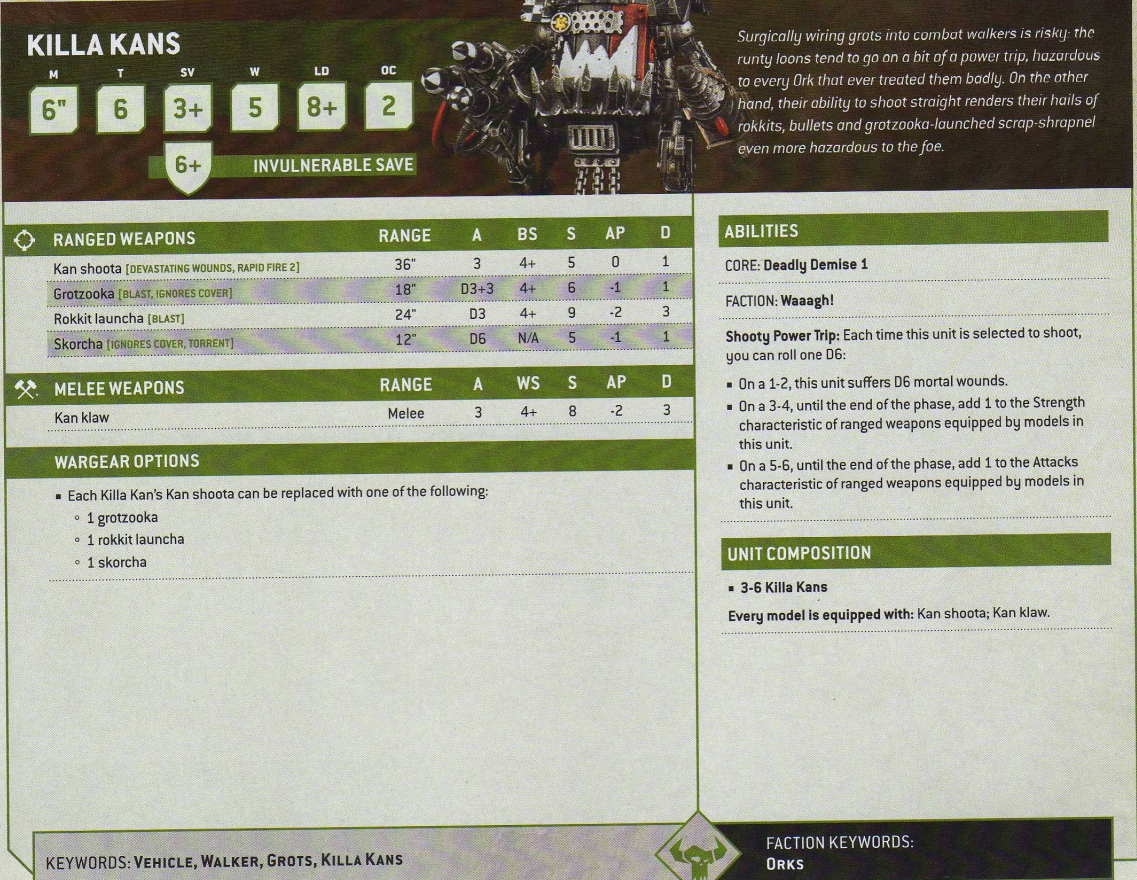 KILLA KANS
M T SV W LD OC
6" 6 3+ 5 8+ 2
6+ INVULNERABLE SAVE
Surgically wiring grots into combat walkers is risky: the
runty loons tend to go on a bit of a power trip, hazardous
to every Ork that ever treated them badly. On the other
hand, their ability to shoot straight renders their hails of
rokkits, bullets and grotzooka-launched scrap-shrapnel
even more hazardous to the foe.
RANGED WEAPONS RANGE A BS S AP D
Kan shoota [DEVASTATING WOUNDS, RAPID FIRE 2] 36" 3 4+ 5 0 1
Grotzooka [BLAST, IGNORES COVER] 18" D3+3 4+ 6 -1 1
Rokkit launcha [BLAST] 24" D3 4+ 9 -2 3
Skorcha [IGNORES COVER, TORRENT] 12" D6 N/A 5 -1 1
MELEE WEAPONS RANGE A WS S AP D
Kan klaw Melee 3 4+ 8 -2 3
WARGEAR OPTIONS
▪ Each Killa Kan's Kan shoota can be replaced with one of the following:
◦ 1 grotzooka
◦ 1 rokkit launcha
◦ 1 skorcha
ABILITIES
CORE: Deadly Demise 1
FACTION: Waaagh!
Shooty Power Trip: Each time this unit is selected to shoot,
you can roll one D6:
▪ On a 1-2, this unit suffers D6 mortal wounds.
▪ On a 3-4, until the end of the phase, add 1 to the Strength
characteristic of ranged weapons equipped by models in
this unit.
▪ On a 5-6, until the end of the phase, add 1 to the Attacks
characteristic of ranged weapons equipped by models in
this unit.
UNIT COMPOSITION
▪ 3-6 Killa Kans
Every model is equipped with: Kan shoota; Kan klaw.
KEYWORDS: VEHICLE, WALKER, GROTS, KILLA KANS
FACTION KEYWORDS:
ORKS